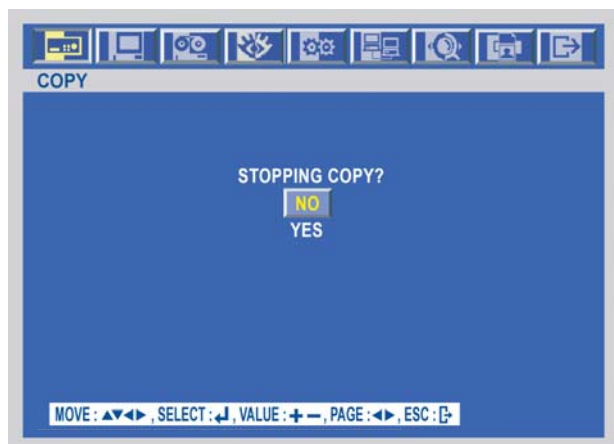 COPY
STOPPING COPY?
NO
YES
MOVE : ▲▼◀▶ , SELECT : ↵ , VALUE : + — , PAGE : ◀▶ , ESC :